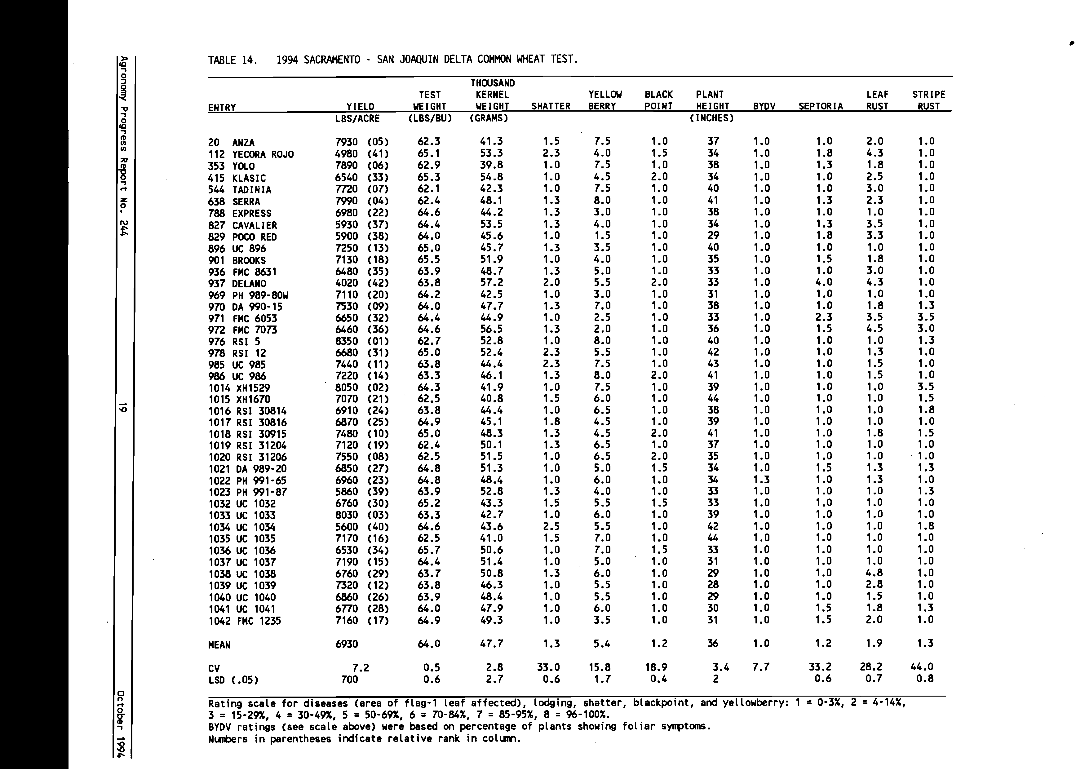 TABLE 14. 1994 SACRAMENTO - SAN JOAQUIN DELTA COMMON WHEAT TEST.
THOUSAND
TEST KERNEL YELLOW BLACK PLANT LEAF STRIPE
ENTRY YIELD WEIGHT WEIGHT SHATTER BERRY POINT HEIGHT BYDV SEPTORIA RUST RUST
LBS/ACRE (LBS/BU) (GRAMS) (INCHES)
20 ANZA 7930 (05) 62.3 41.3 1.5 7.5 1.0 37 1.0 1.0 2.0 1.0
112 YECORA ROJO 4980 (41) 65.1 53.3 2.3 4.0 1.5 34 1.0 1.8 4.3 1.0
353 YOLO 7890 (06) 62.9 39.8 1.0 7.5 1.0 38 1.0 1.3 1.8 1.0
415 KLASIC 6540 (33) 65.3 54.8 1.0 4.5 2.0 34 1.0 1.0 2.5 1.0
544 TADINIA 7720 (07) 62.1 42.3 1.0 7.5 1.0 40 1.0 1.0 3.0 1.0
638 SERRA 7990 (04) 62.4 48.1 1.3 8.0 1.0 41 1.0 1.3 2.3 1.0
788 EXPRESS 6980 (22) 64.6 44.2 1.3 3.0 1.0 38 1.0 1.0 1.0 1.0
827 CAVALIER 5930 (37) 64.4 53.5 1.3 4.0 1.0 34 1.0 1.3 3.5 1.0
829 POCO RED 5900 (38) 64.0 45.6 1.0 1.5 1.0 29 1.0 1.8 3.3 1.0
896 UC 896 7250 (13) 65.0 45.7 1.3 3.5 1.0 40 1.0 1.0 1.0 1.0
901 BROOKS 7130 (18) 65.5 51.9 1.0 4.0 1.0 35 1.0 1.5 1.8 1.0
936 FMC 8631 6480 (35) 63.9 48.7 1.3 5.0 1.0 33 1.0 1.0 3.0 1.0
937 DELANO 4020 (42) 63.8 57.2 2.0 5.5 2.0 33 1.0 4.0 4.3 1.0
969 PH 989-80W 7110 (20) 64.2 42.5 1.0 3.0 1.0 31 1.0 1.0 1.0 1.0
970 DA 990-15 7530 (09) 64.0 47.7 1.3 7.0 1.0 38 1.0 1.0 1.8 1.3
971 FMC 6053 6650 (32) 64.4 44.9 1.0 2.5 1.0 33 1.0 2.3 3.5 3.5
972 FMC 7073 6460 (36) 64.6 56.5 1.3 2.0 1.0 36 1.0 1.5 4.5 3.0
976 RSI 5 8350 (01) 62.7 52.8 1.0 8.0 1.0 40 1.0 1.0 1.0 1.3
978 RSI 12 6680 (31) 65.0 52.4 2.3 5.5 1.0 42 1.0 1.0 1.3 1.0
985 UC 985 7440 (11) 63.8 44.4 2.3 7.5 1.0 43 1.0 1.0 1.5 1.0
986 UC 986 7220 (14) 63.3 46.1 1.3 8.0 2.0 41 1.0 1.0 1.5 1.0
1014 XH1529 8050 (02) 64.3 41.9 1.0 7.5 1.0 39 1.0 1.0 1.0 3.5
1015 XH1670 7070 (21) 62.5 40.8 1.5 6.0 1.0 44 1.0 1.0 1.0 1.5
1016 RSI 30814 6910 (24) 63.8 44.4 1.0 6.5 1.0 38 1.0 1.0 1.0 1.8
1017 RSI 30816 6870 (25) 64.9 45.1 1.8 4.5 1.0 39 1.0 1.0 1.0 1.0
1018 RSI 30915 7480 (10) 65.0 48.3 1.3 4.5 2.0 41 1.0 1.0 1.8 1.5
1019 RSI 31204 7120 (19) 62.4 50.1 1.3 6.5 1.0 37 1.0 1.0 1.0 1.0
1020 RSI 31206 7550 (08) 62.5 51.5 1.0 6.5 2.0 35 1.0 1.0 1.0 1.0
1021 DA 989-20 6850 (27) 64.8 51.3 1.0 5.0 1.5 34 1.0 1.5 1.3 1.3
1022 PH 991-65 6960 (23) 64.8 48.4 1.0 6.0 1.0 34 1.3 1.0 1.3 1.0
1023 PH 991-87 5860 (39) 63.9 52.8 1.3 4.0 1.0 33 1.0 1.0 1.0 1.3
1032 UC 1032 6760 (30) 65.2 43.3 1.5 5.5 1.5 33 1.0 1.0 1.0 1.0
1033 UC 1033 8030 (03) 63.3 42.7 1.0 6.0 1.0 39 1.0 1.0 1.0 1.0
1034 UC 1034 5600 (40) 64.6 43.6 2.5 5.5 1.0 42 1.0 1.0 1.0 1.8
1035 UC 1035 7170 (16) 62.5 41.0 1.5 7.0 1.0 44 1.0 1.0 1.0 1.0
1036 UC 1036 6530 (34) 65.7 50.6 1.0 7.0 1.5 33 1.0 1.0 1.0 1.0
1037 UC 1037 7190 (15) 64.4 51.4 1.0 5.0 1.0 31 1.0 1.0 1.0 1.0
1038 UC 1038 6760 (29) 63.7 50.8 1.3 6.0 1.0 29 1.0 1.0 4.8 1.0
1039 UC 1039 7320 (12) 63.8 46.3 1.0 5.5 1.0 28 1.0 1.0 2.8 1.0
1040 UC 1040 6860 (26) 63.9 48.4 1.0 5.5 1.0 29 1.0 1.0 1.5 1.0
1041 UC 1041 6770 (28) 64.0 47.9 1.0 6.0 1.0 30 1.0 1.5 1.8 1.3
1042 FMC 1235 7160 (17) 64.9 49.3 1.0 3.5 1.0 31 1.0 1.5 2.0 1.0
MEAN 6930 64.0 47.7 1.3 5.4 1.2 36 1.0 1.2 1.9 1.3
CV 7.2 0.5 2.8 33.0 15.8 18.9 3.4 7.7 33.2 28.2 44.0
LSD (.05) 700 0.6 2.7 0.6 1.7 0.4 2 0.6 0.7 0.8
Rating scale for diseases (area of flag-1 leaf affected), lodging, shatter, blackpoint, and yellowberry: 1 = 0-3%, 2 = 4-14%,
3 = 15-29%, 4 = 30-49%, 5 = 50-69%, 6 = 70-84%, 7 = 85-95%, 8 = 96-100%.
BYDV ratings (see scale above) were based on percentage of plants showing foliar symptoms.
Numbers in parentheses indicate relative rank in column.
Agronomy Progress Report No. 244 19 October 1994